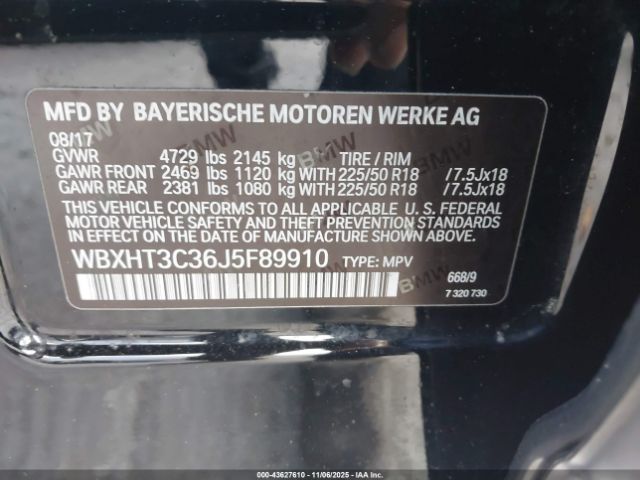 MFD BY BAYERISCHE MOTOREN WERKE AG
08/17
GVWR 4729 lbs 2145 kg TIRE / RIM
GAWR FRONT 2469 lbs 1120 kg WITH 225/50 R18 /7.5Jx18
GAWR REAR 2381 lbs 1080 kg WITH 225/50 R18 /7.5Jx18
THIS VEHICLE CONFORMS TO ALL APPLICABLE U. S. FEDERAL
MOTOR VEHICLE SAFETY AND THEFT PREVENTION STANDARDS
IN EFFECT ON THE DATE OF MANUFACTURE SHOWN ABOVE.
WBXHT3C36J5F89910 TYPE: MPV
668/9
7 320 730
BMW
BMW
BMW
BMW
000-43627610 - 11/06/2025 - IAA, Inc.